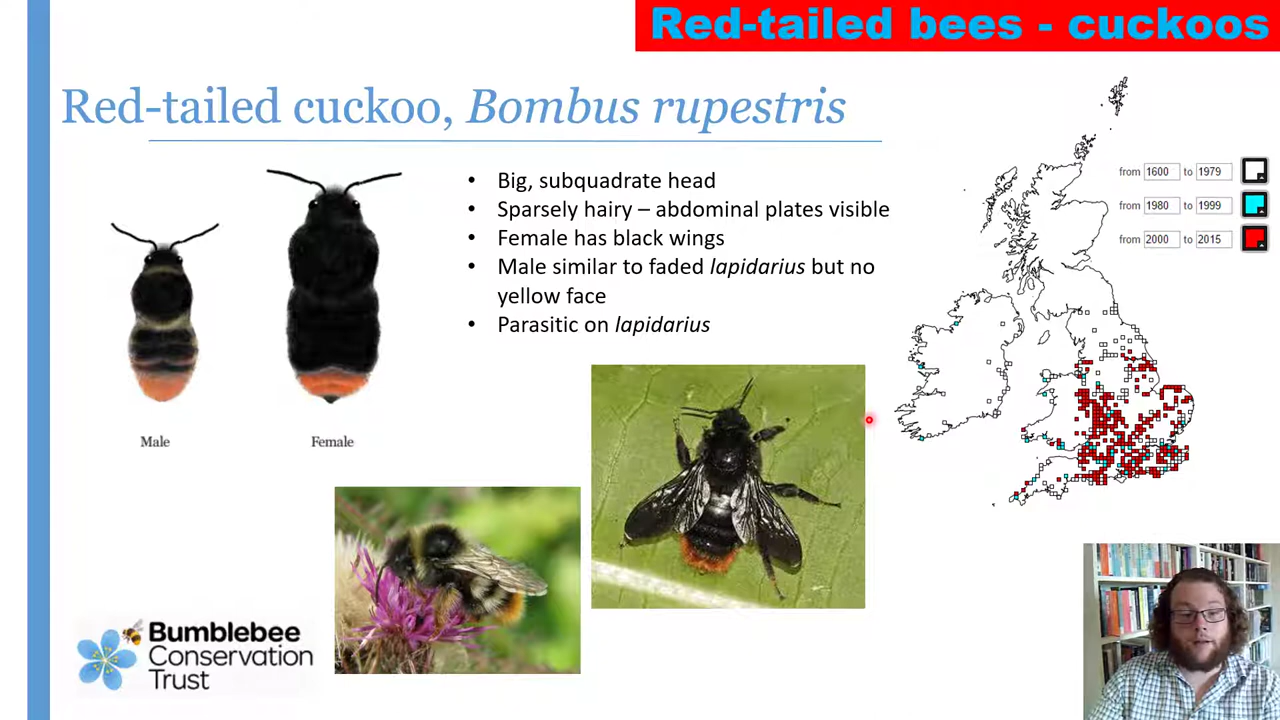 Red-tailed bees - cuckoos
Red-tailed cuckoo, Bombus rupestris
• Big, subquadrate head
• Sparsely hairy – abdominal plates visible
• Female has black wings
• Male similar to faded lapidarius but no
yellow face
• Parasitic on lapidarius
from 1600 to 1979
from 1980 to 1999
from 2000 to 2015
Male
Female
Bumblebee
Conservation
Trust